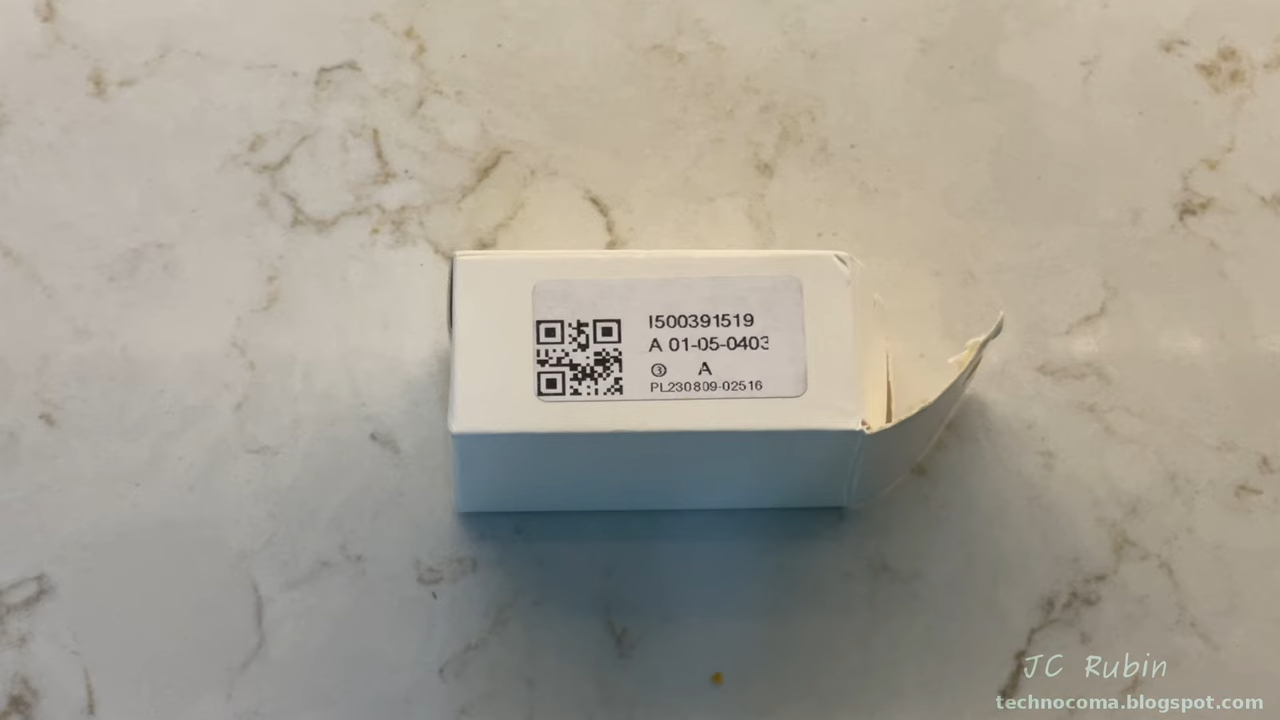 I500391519
A 01-05-0403
③ A
PL230809-02516
JC Rubin
technocoma.blogspot.com